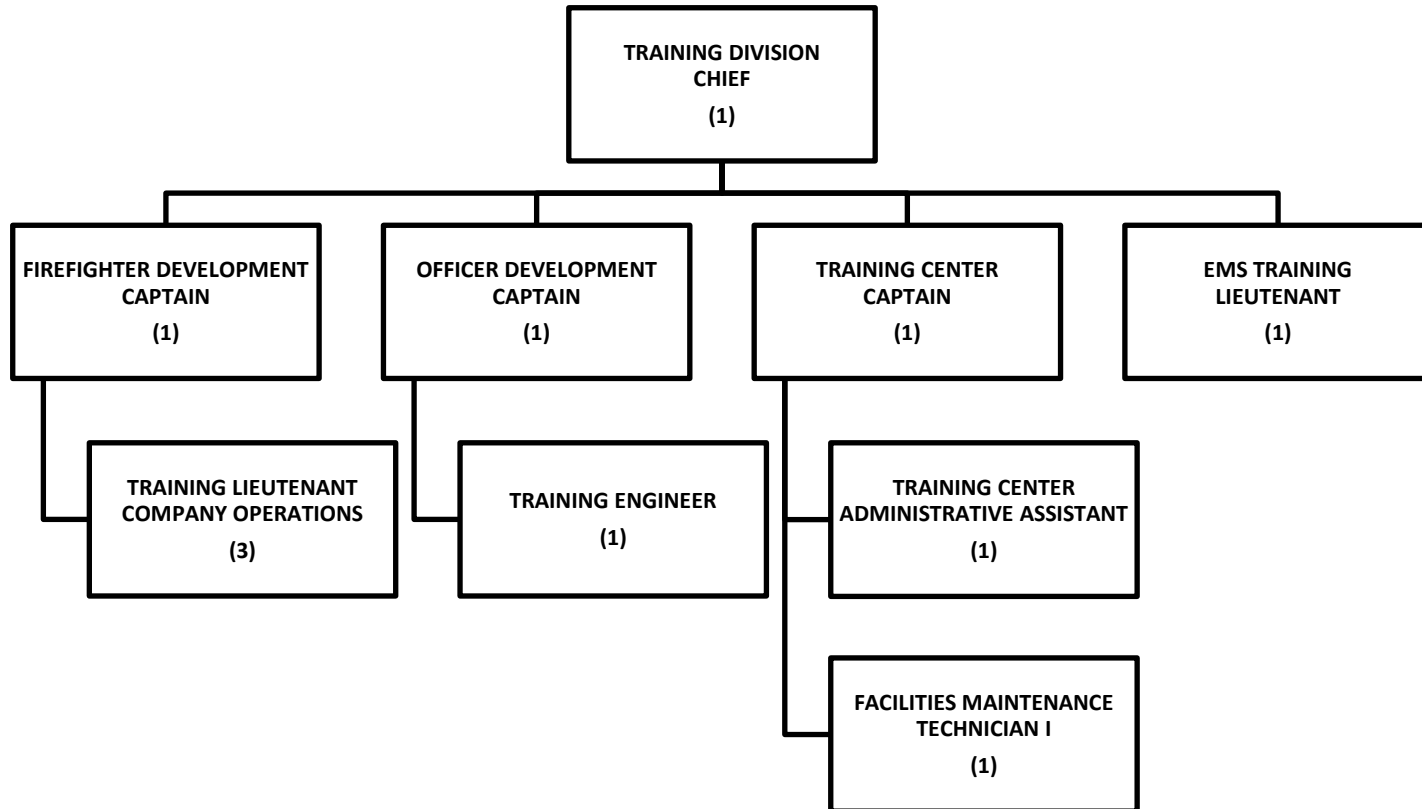 TRAINING DIVISION
CHIEF
(1)
FIREFIGHTER DEVELOPMENT
CAPTAIN
(1)
OFFICER DEVELOPMENT
CAPTAIN
(1)
TRAINING CENTER
CAPTAIN
(1)
EMS TRAINING
LIEUTENANT
(1)
TRAINING LIEUTENANT
COMPANY OPERATIONS
(3)
TRAINING ENGINEER
(1)
TRAINING CENTER
ADMINISTRATIVE ASSISTANT
(1)
FACILITIES MAINTENANCE
TECHNICIAN I
(1)